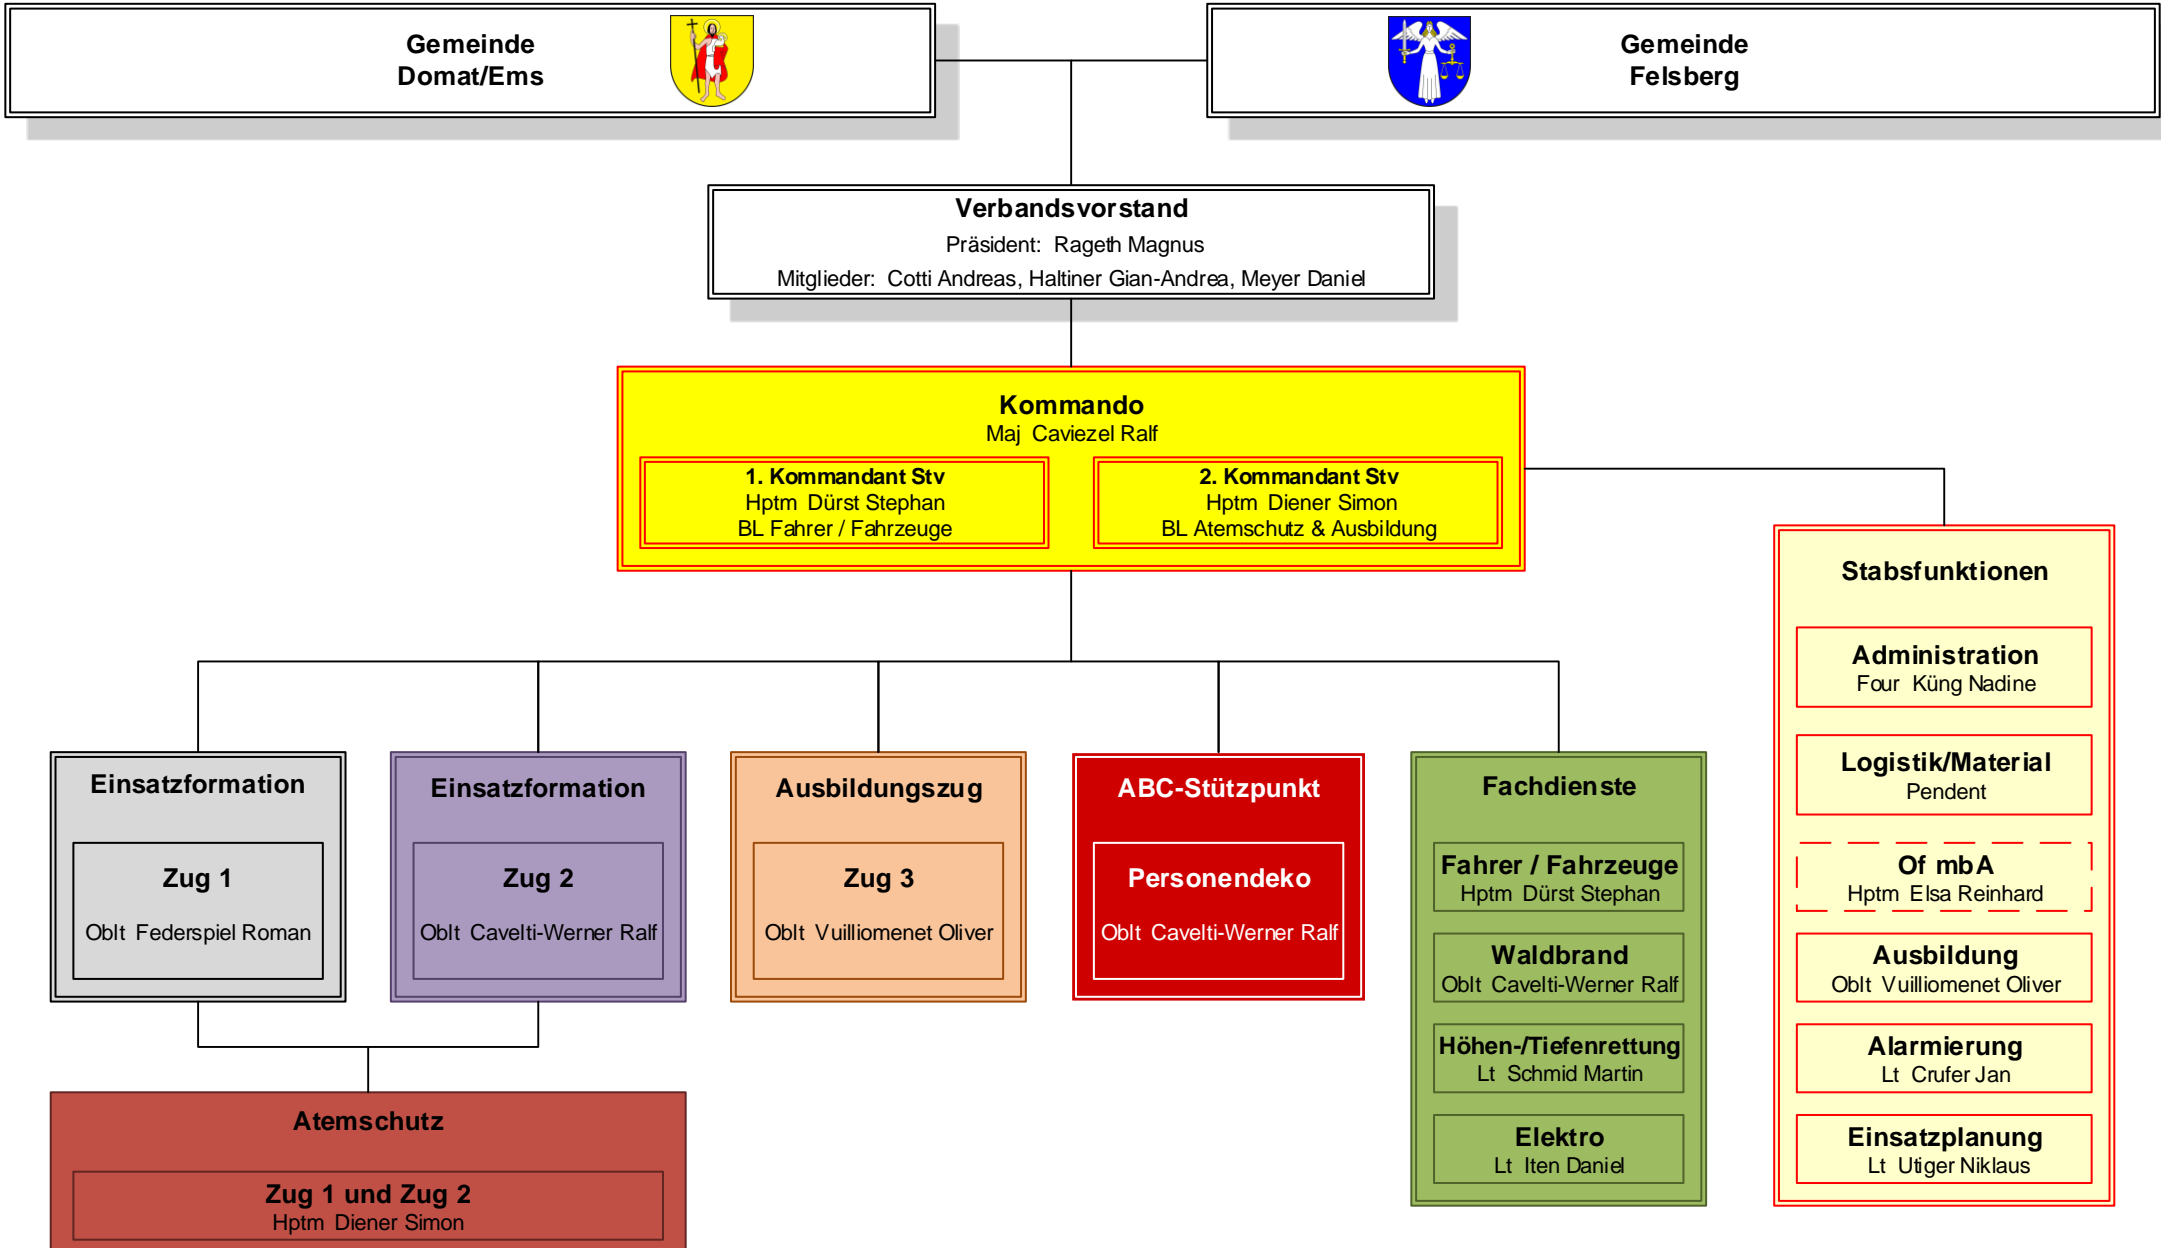 Gemeinde
Domat/Ems
Gemeinde
Felsberg
Verbandsvorstand
Präsident: Rageth Magnus
Mitglieder: Cotti Andreas, Haltiner Gian-Andrea, Meyer Daniel
Kommando
Maj Caviezel Ralf
1. Kommandant Stv
Hptm Dürst Stephan
BL Fahrer / Fahrzeuge
2. Kommandant Stv
Hptm Diener Simon
BL Atemschutz & Ausbildung
Einsatzformation
Zug 1
Oblt Federspiel Roman
Einsatzformation
Zug 2
Oblt Cavelti-Werner Ralf
Ausbildungszug
Zug 3
Oblt Vuilliomenet Oliver
ABC-Stützpunkt
Personendeko
Oblt Cavelti-Werner Ralf
Fachdienste
Fahrer / Fahrzeuge
Hptm Dürst Stephan
Waldbrand
Oblt Cavelti-Werner Ralf
Höhen-/Tiefenrettung
Lt Schmid Martin
Elektro
Lt Iten Daniel
Stabsfunktionen
Administration
Four Küng Nadine
Logistik/Material
Pendent
Of mbA
Hptm Elsa Reinhard
Ausbildung
Oblt Vuilliomenet Oliver
Alarmierung
Lt Crufer Jan
Einsatzplanung
Lt Utiger Niklaus
Atemschutz
Zug 1 und Zug 2
Hptm Diener Simon